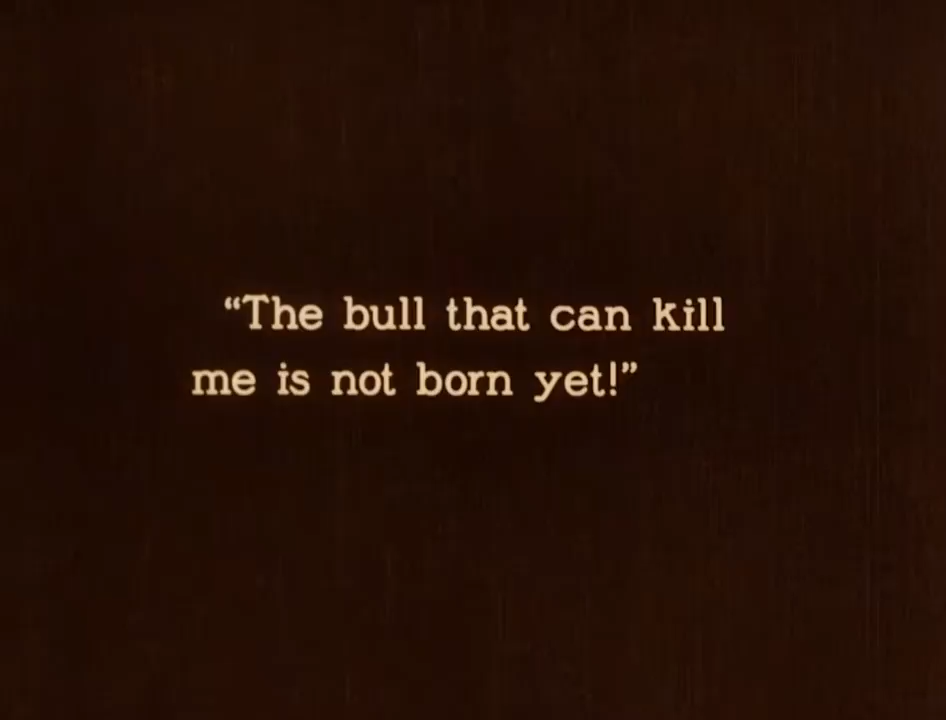 “The bull that can kill
me is not born yet!”